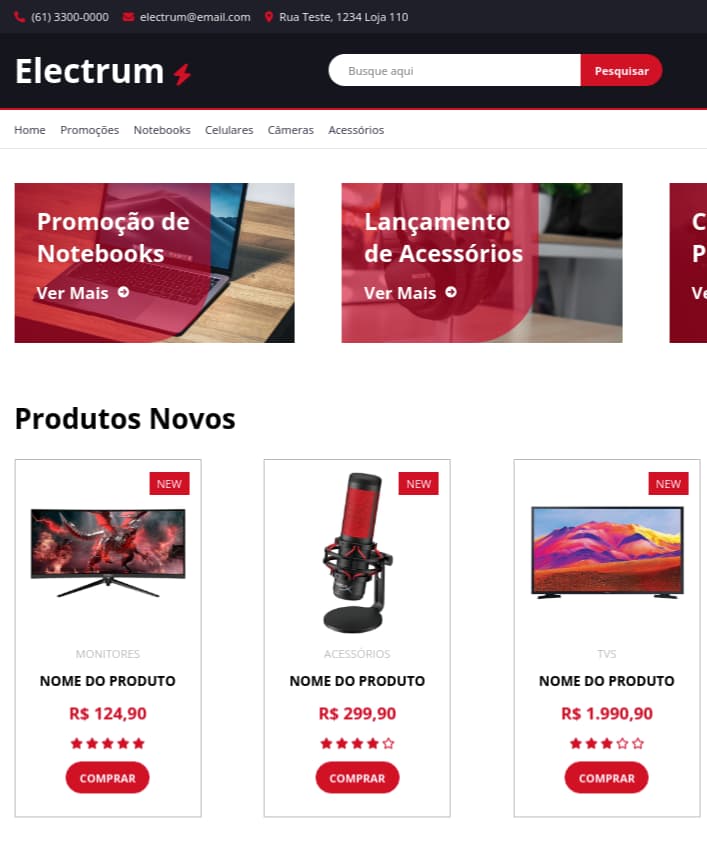 (61) 3300-0000 electrum@email.com Rua Teste, 1234 Loja 110
Electrum
Busque aqui Pesquisar
Home Promoções Notebooks Celulares Câmeras Acessórios
Promoção de
Notebooks
Ver Mais
Lançamento
de Acessórios
Ver Mais
C
P
Ve
Produtos Novos
NEW
MONITORES
NOME DO PRODUTO
R$ 124,90
COMPRAR
NEW
ACESSÓRIOS
NOME DO PRODUTO
R$ 299,90
COMPRAR
NEW
TVS
NOME DO PRODUTO
R$ 1.990,90
COMPRAR